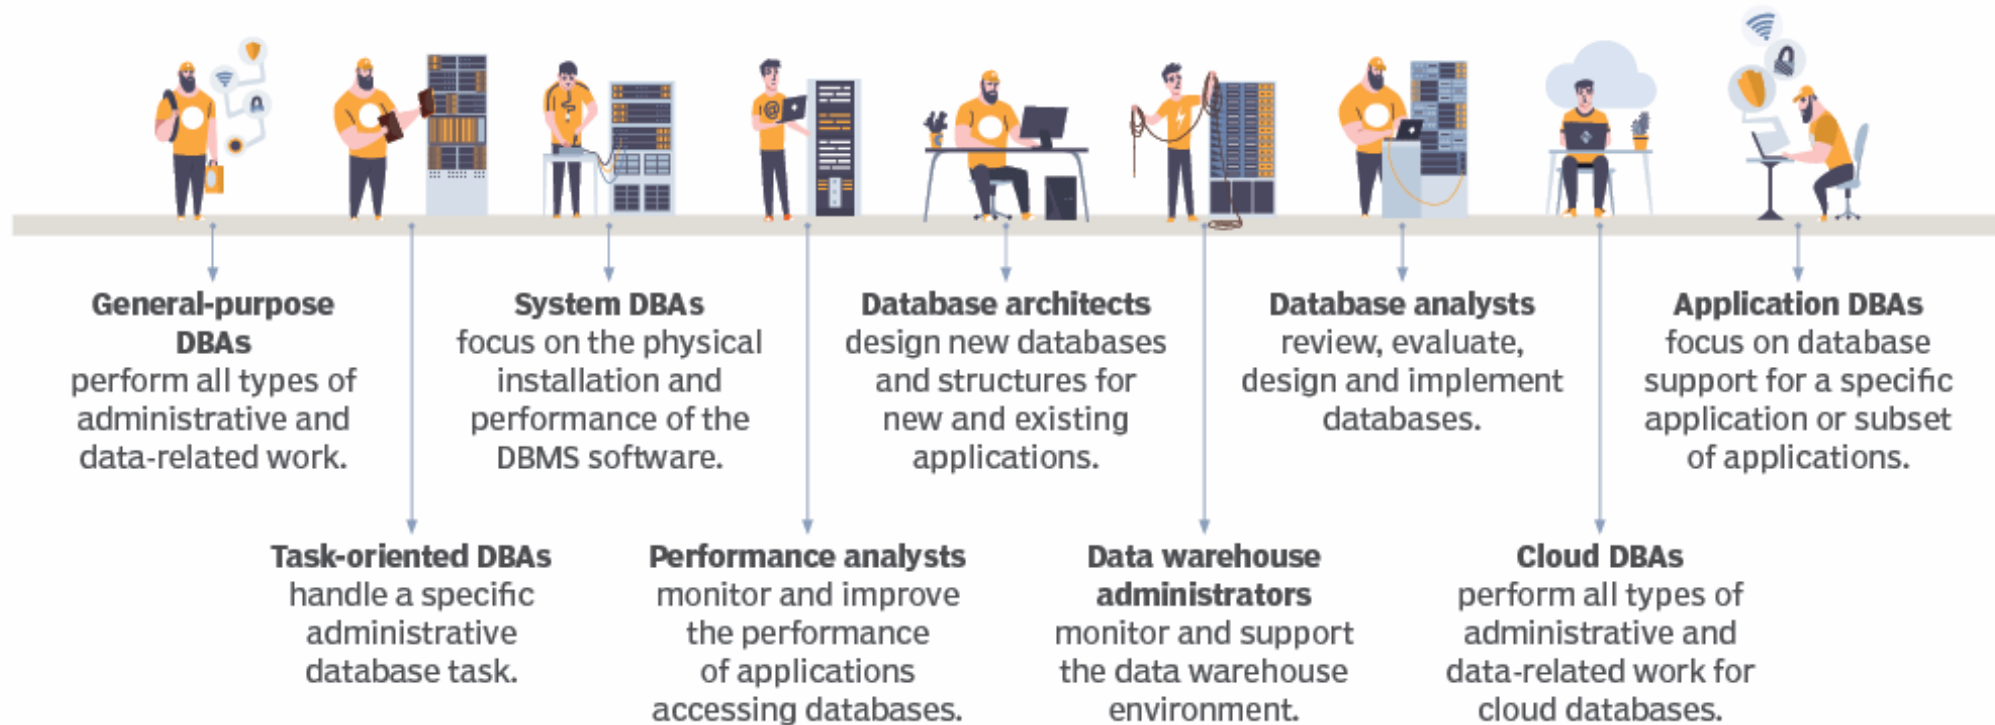 General-purpose
DBAs
perform all types of
administrative and
data-related work.
Task-oriented DBAs
handle a specific
administrative
database task.
System DBAs
focus on the physical
installation and
performance of the
DBMS software.
Performance analysts
monitor and improve
the performance
of applications
accessing databases.
Database architects
design new databases
and structures for
new and existing
applications.
Data warehouse
administrators
monitor and support
the data warehouse
environment.
Database analysts
review, evaluate,
design and implement
databases.
Cloud DBAs
perform all types of
administrative and
data-related work for
cloud databases.
Application DBAs
focus on database
support for a specific
application or subset
of applications.
@